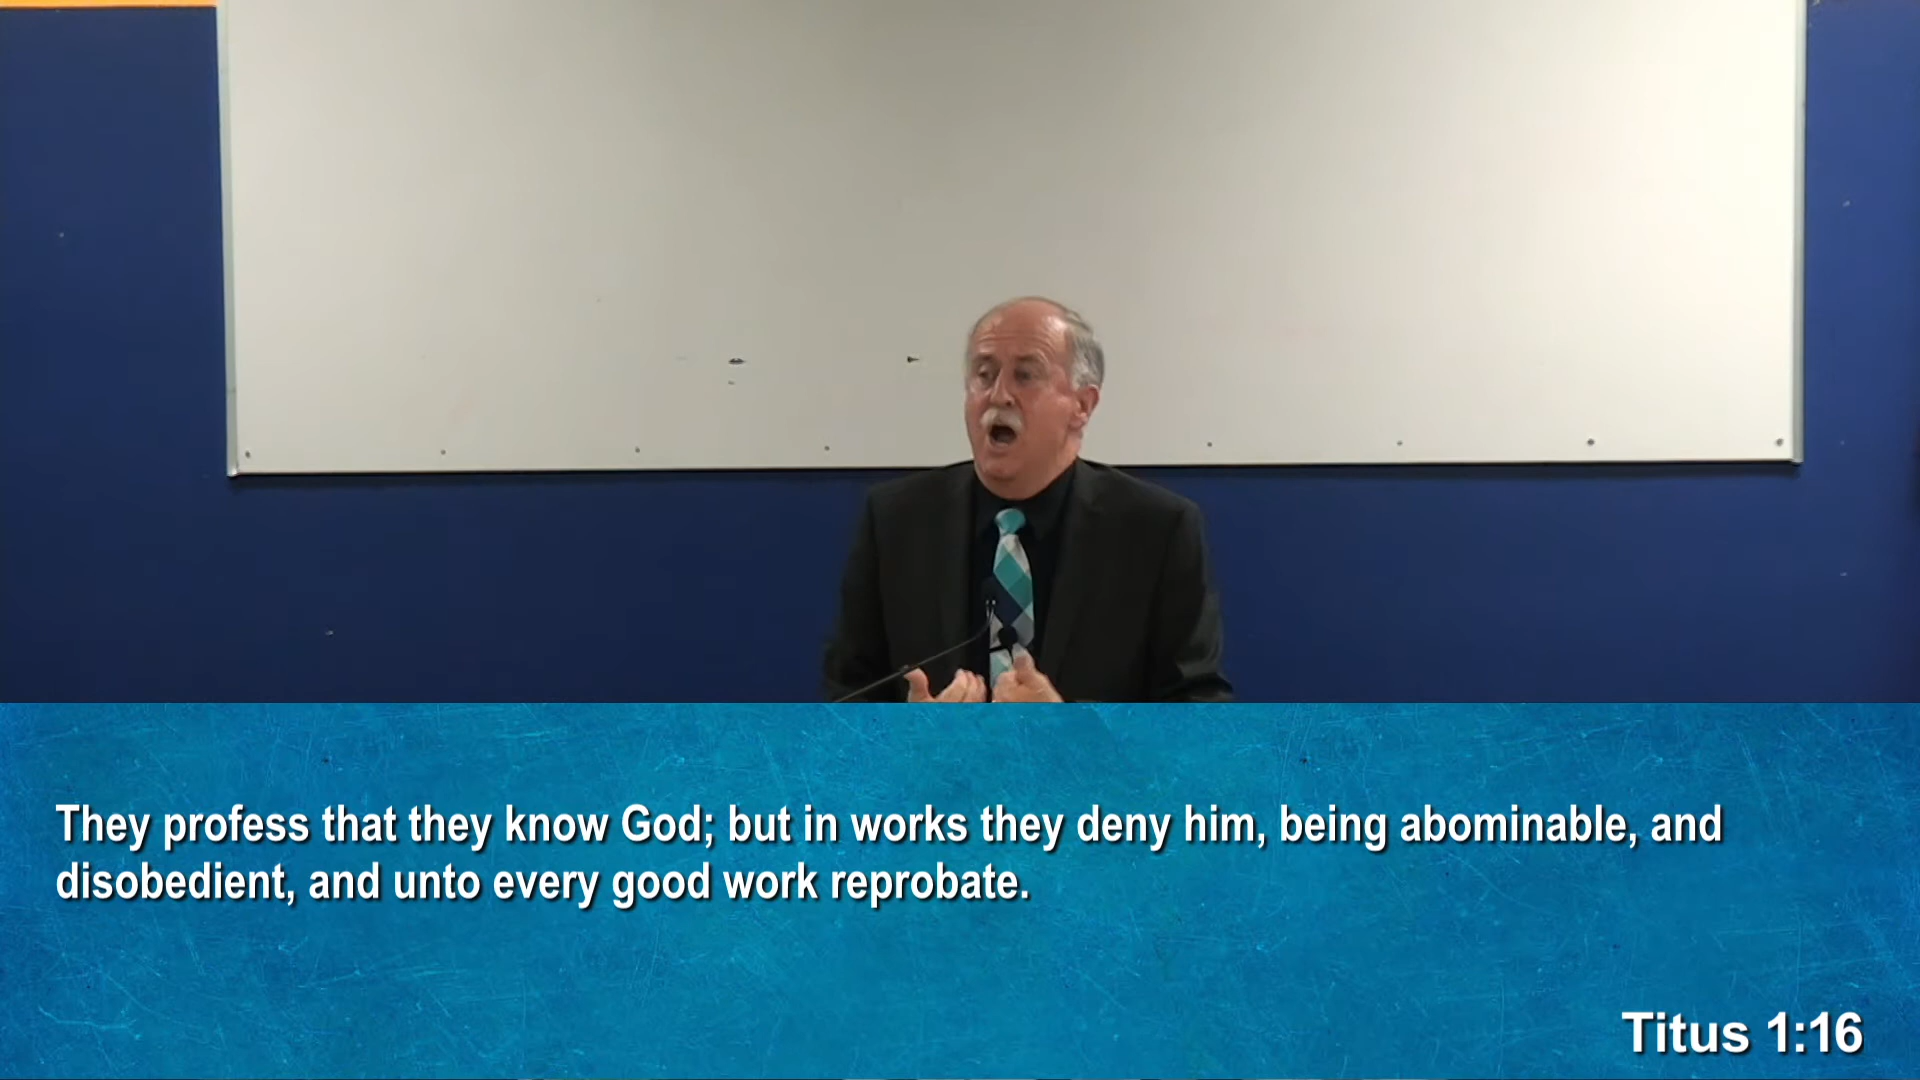 They profess that they know God; but in works they deny him, being abominable, and
disobedient, and unto every good work reprobate.
Titus 1:16